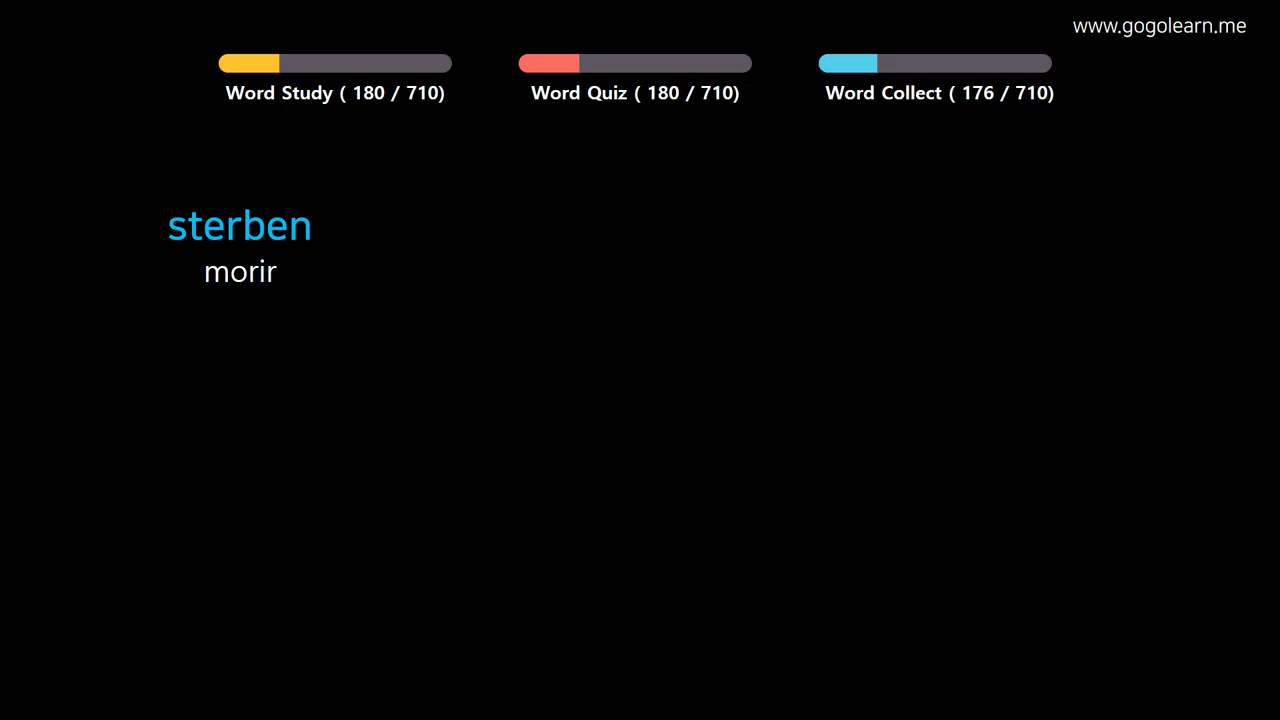 www.gogolearn.me
Word Study ( 180 / 710)
Word Quiz ( 180 / 710)
Word Collect ( 176 / 710)
sterben
morir